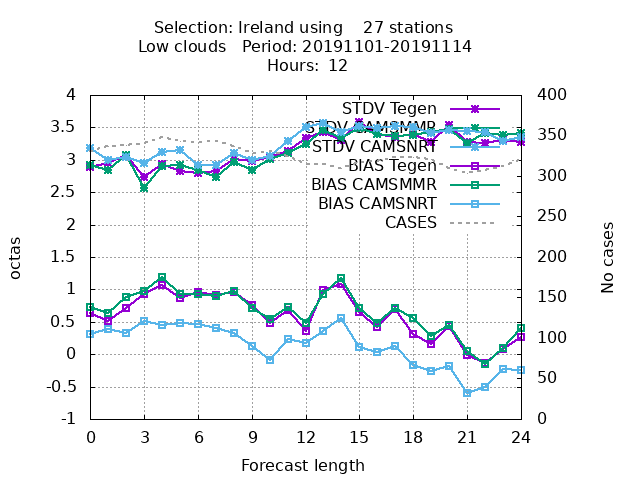 Selection: Ireland using    27 stations
Low clouds   Period: 20191101-20191114
Hours:  12
octas
No cases
4
3.5
3
2.5
2
1.5
1
0.5
0
-0.5
-1
400
350
300
250
200
150
100
50
0
STDV Tegen
STDV CAMSMMR
STDV CAMSNRT
BIAS Tegen
BIAS CAMSMMR
BIAS CAMSNRT
CASES
0 3 6 9 12 15 18 21 24
Forecast length